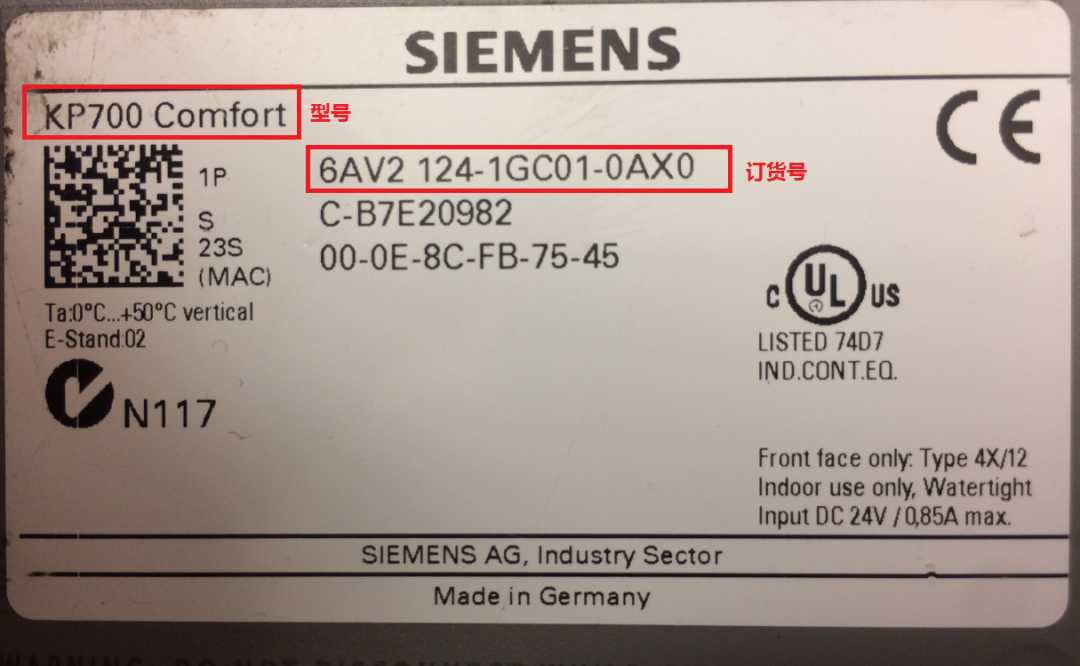 SIEMENS
KP700 Comfort 型号
1P 6AV2 124-1GC01-0AX0 订货号
S C-B7E20982
23S 00-0E-8C-FB-75-45
(MAC)
Ta:0°C...+50°C vertical
E-Stand:02
N117
CE
C UL US
LISTED 74D7
IND.CONT.EQ.
Front face only: Type 4X/12
Indoor use only, Watertight
Input DC 24V / 0,85A max.
SIEMENS AG, Industry Sector
Made in Germany